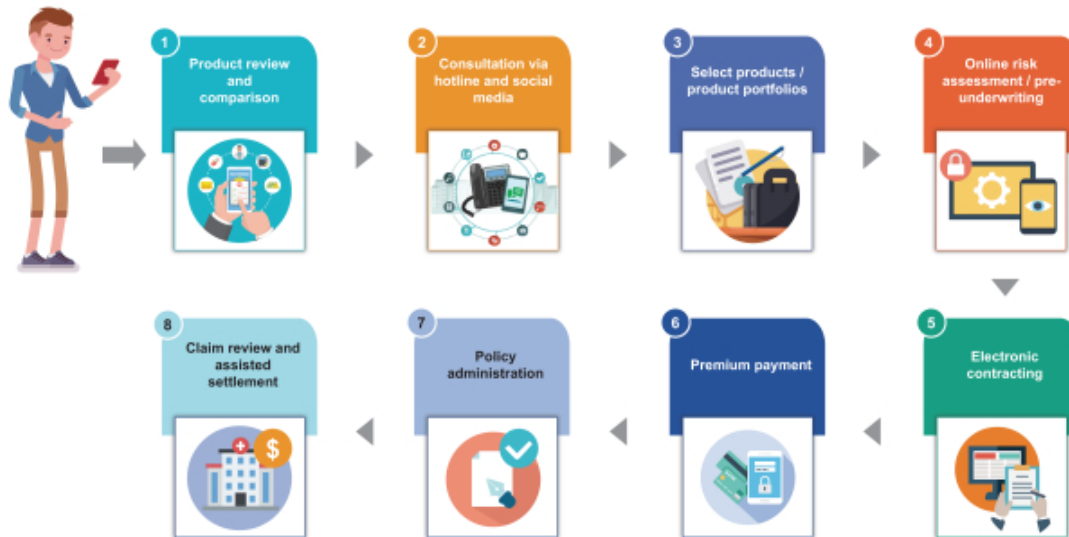 1
Product review
and
comparison
2
Consultation via
hotline and social
media
3
Select products /
product portfolios
4
Online risk
assessment / pre-
underwriting
5
Electronic
contracting
6
Premium payment
7
Policy
administration
8
Claim review and
assisted
settlement
$